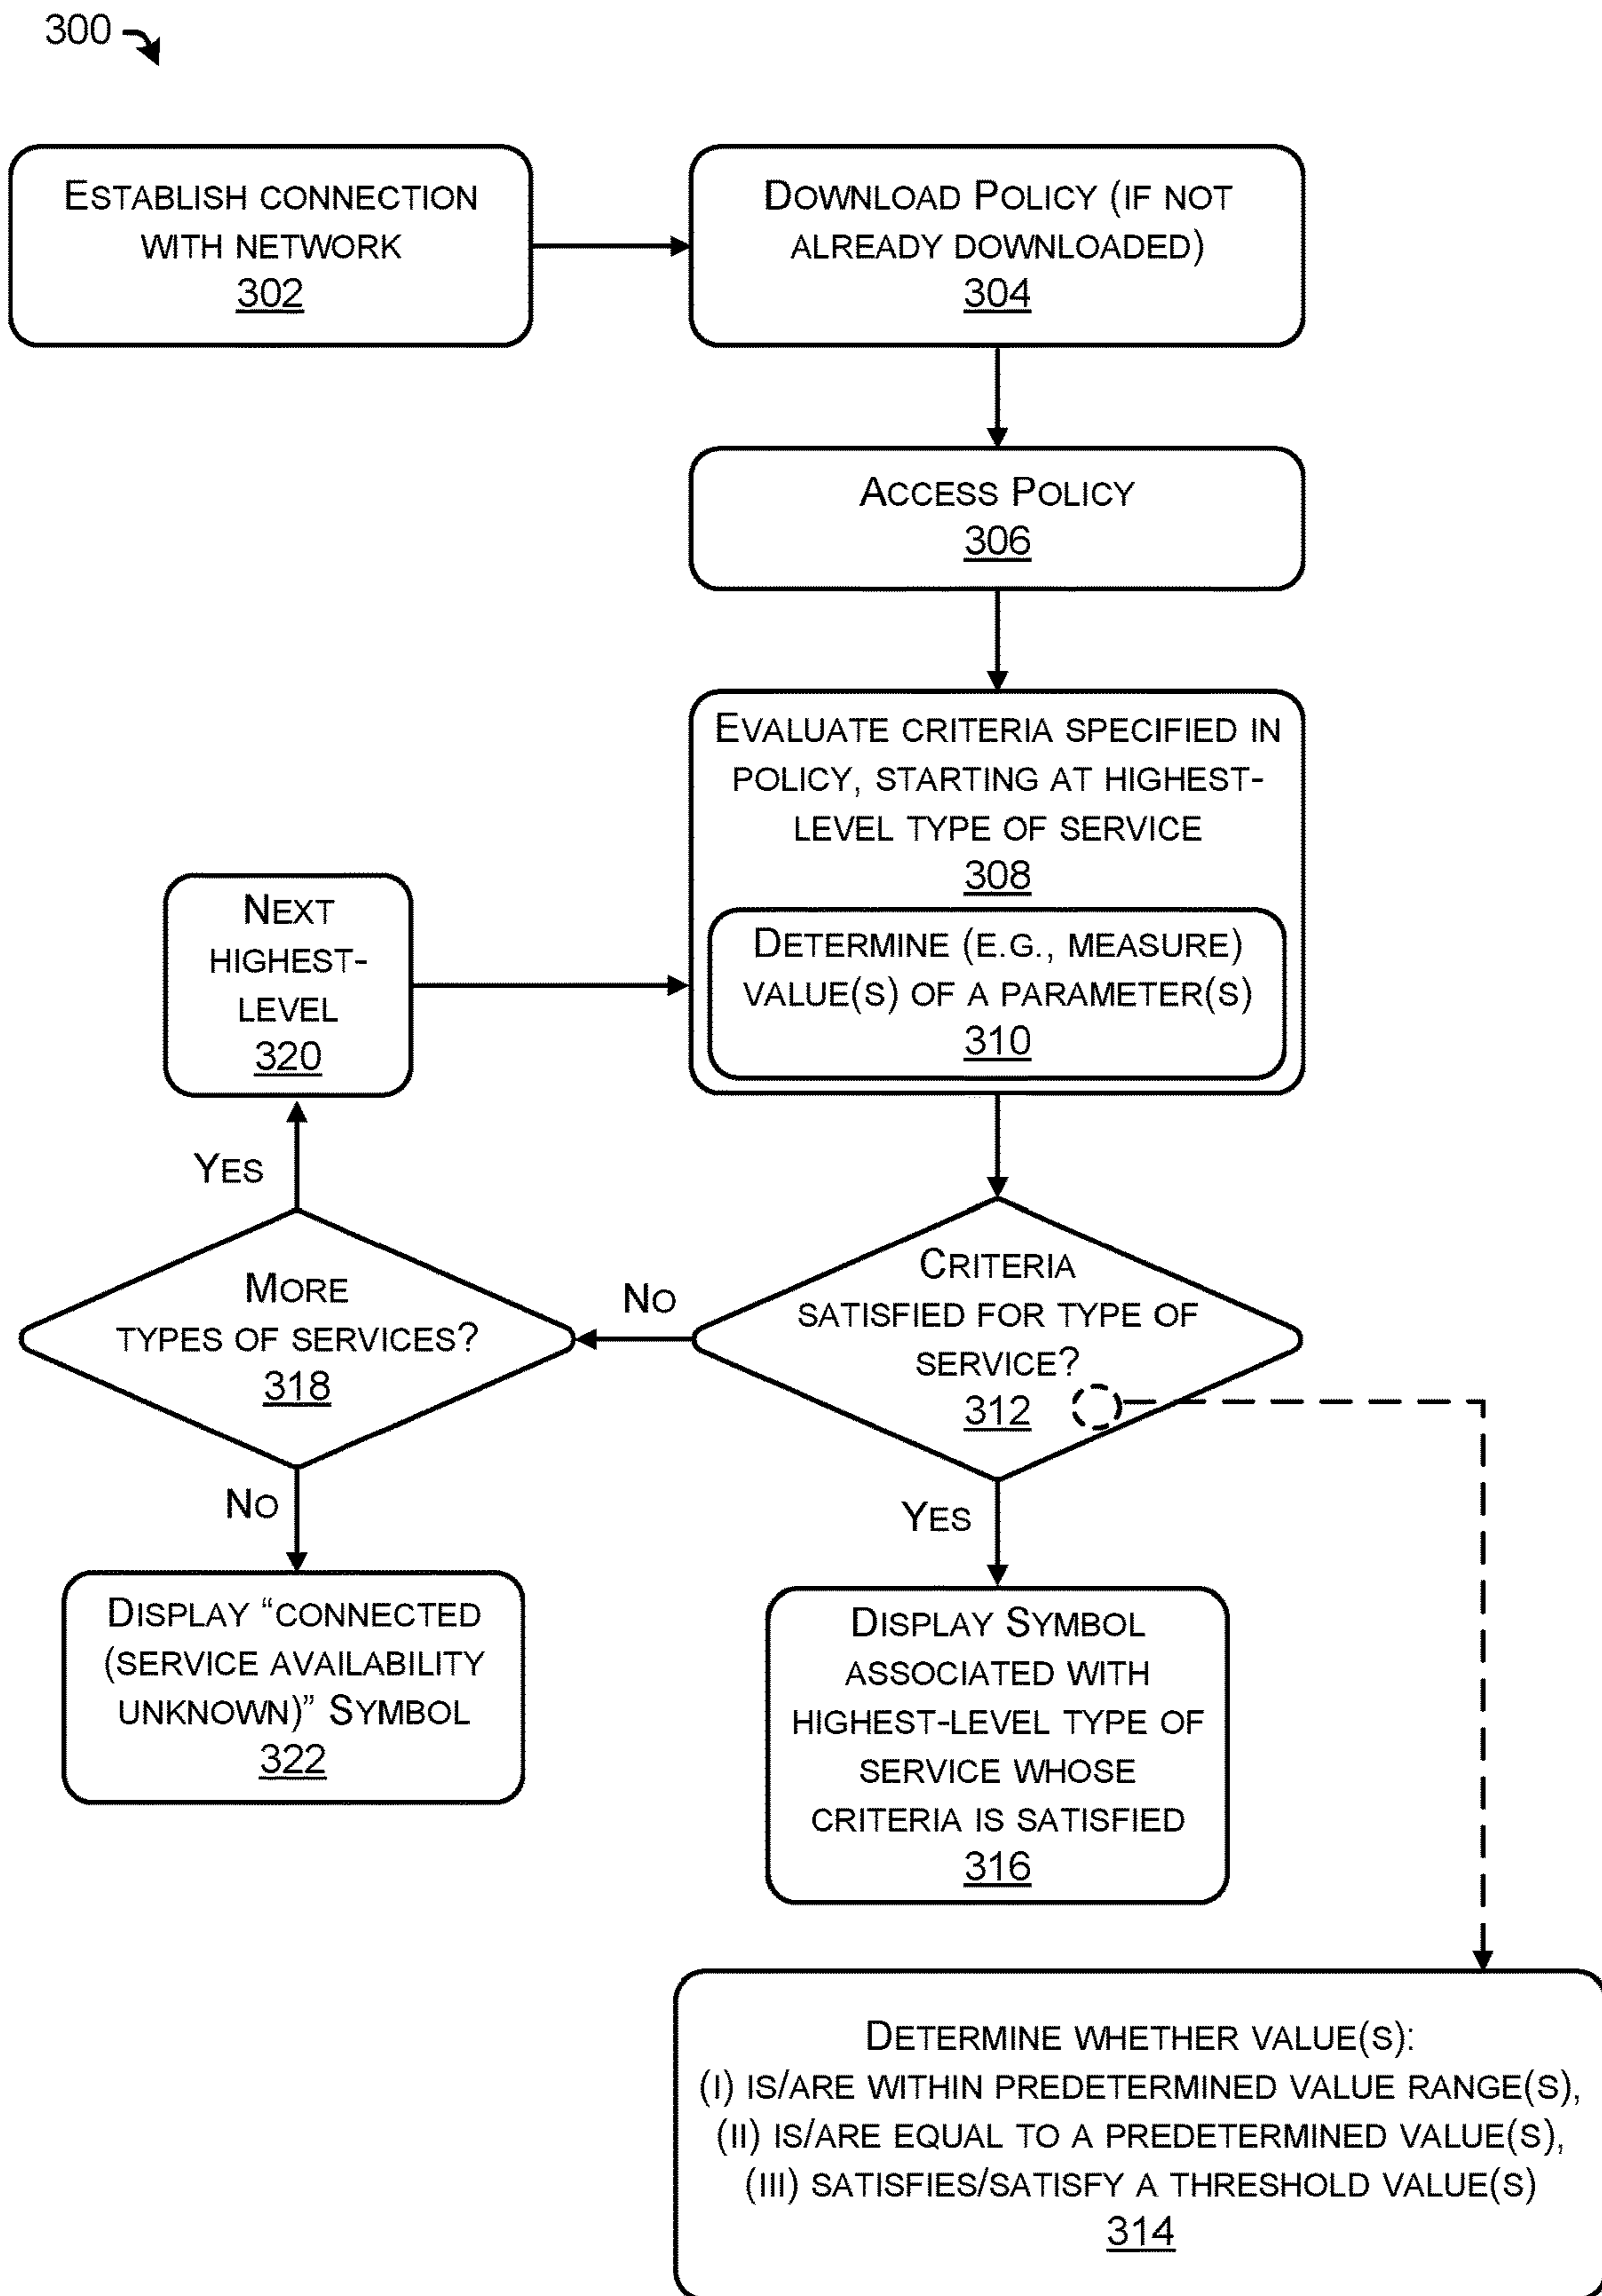 300
ESTABLISH CONNECTION
WITH NETWORK
302
DOWNLOAD POLICY (IF NOT
ALREADY DOWNLOADED)
304
ACCESS POLICY
306
EVALUATE CRITERIA SPECIFIED IN
POLICY, STARTING AT HIGHEST-
LEVEL TYPE OF SERVICE
308
DETERMINE (E.G., MEASURE)
VALUE(S) OF A PARAMETER(S)
310
NEXT
HIGHEST-
LEVEL
320
YES
MORE
TYPES OF SERVICES?
318
NO
CRITERIA
SATISFIED FOR TYPE OF
SERVICE?
312
NO
YES
DISPLAY “CONNECTED
(SERVICE AVAILABILITY
UNKNOWN)” SYMBOL
322
DISPLAY SYMBOL
ASSOCIATED WITH
HIGHEST-LEVEL TYPE OF
SERVICE WHOSE
CRITERIA IS SATISFIED
316
DETERMINE WHETHER VALUE(S):
(I) IS/ARE WITHIN PREDETERMINED VALUE RANGE(S),
(II) IS/ARE EQUAL TO A PREDETERMINED VALUE(S),
(III) SATISFIES/SATISFY A THRESHOLD VALUE(S)
314